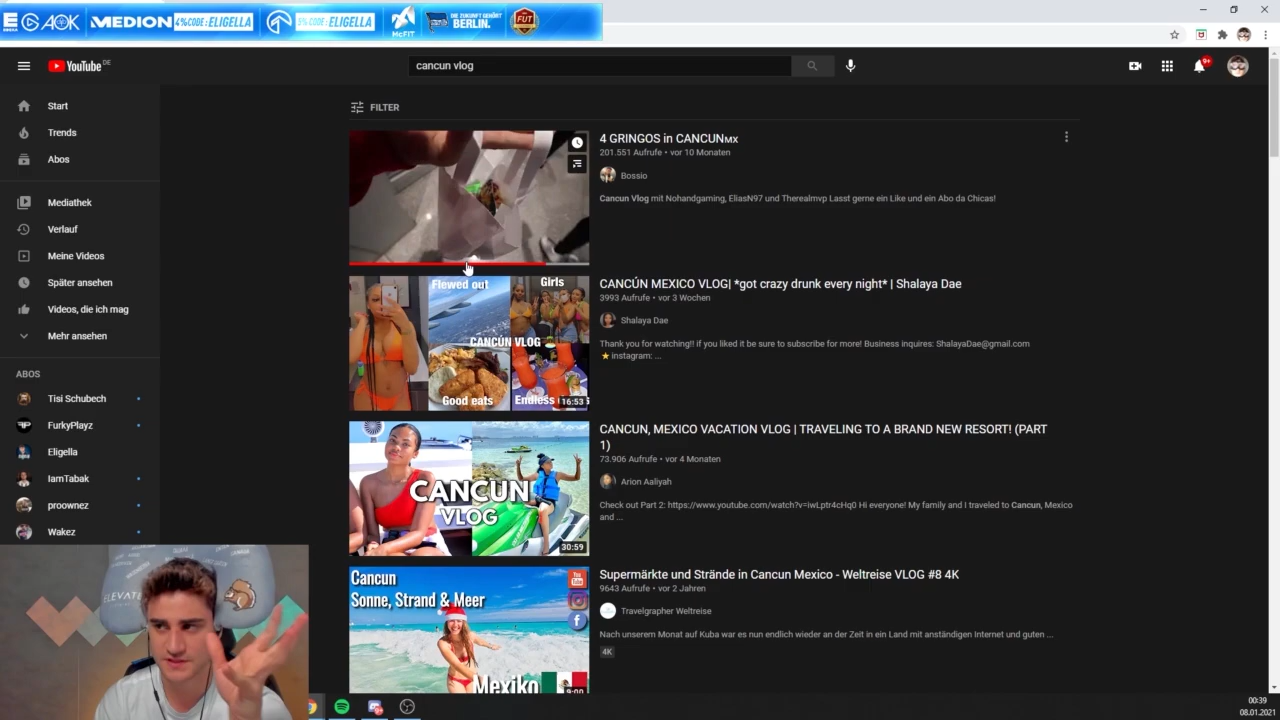 AOK
MEDION
4% CODE: ELIGELLA
5% CODE: ELIGELLA
McFIT
DIE ZUKUNFT GEHÖRT
BERLIN.
FUT
YouTube DE
cancun vlog
9+
Start
Trends
Abos
Mediathek
Verlauf
Meine Videos
Später ansehen
Videos, die ich mag
Mehr ansehen
ABOS
Tisi Schubech
FurkyPlayz
Eligella
IamTabak
proownez
Wakez
FILTER
4 GRINGOS in CANCUN🇲🇽
201.551 Aufrufe • vor 10 Monaten
Bossio
Cancun Vlog mit Nohandgaming, EliasN97 und Therealmvp Lasst gerne ein Like und ein Abo da Chicas!
Flewed out
Girls
CANCÚN VLOG
Good eats
Endless
16:53
CANCÚN MEXICO VLOG| *got crazy drunk every night* | Shalaya Dae
3993 Aufrufe • vor 3 Wochen
Shalaya Dae
Thank you for watching!! if you liked it be sure to subscribe for more! Business inquires: ShalayaDae@gmail.com
⭐instagram: ...
CANCUN
VLOG
30:59
CANCUN, MEXICO VACATION VLOG | TRAVELING TO A BRAND NEW RESORT! (PART
1)
73.906 Aufrufe • vor 4 Monaten
Arion Aaliyah
Check out Part 2: https://www.youtube.com/watch?v=iwLptr4cHq0 Hi everyone! My family and I traveled to Cancun, Mexico
and ...
Cancun
Sonne, Strand & Meer
You
Tube
Mexiko
9:00
Supermärkte und Strände in Cancun Mexico - Weltreise VLOG #8 4K
9643 Aufrufe • vor 2 Jahren
Travelgrapher Weltreise
Nach unserem Monat auf Kuba war es nun endlich wieder an der Zeit in ein Land mit anständigen Internet und guten ...
4K
ELEVATE
00:39
08.01.2021